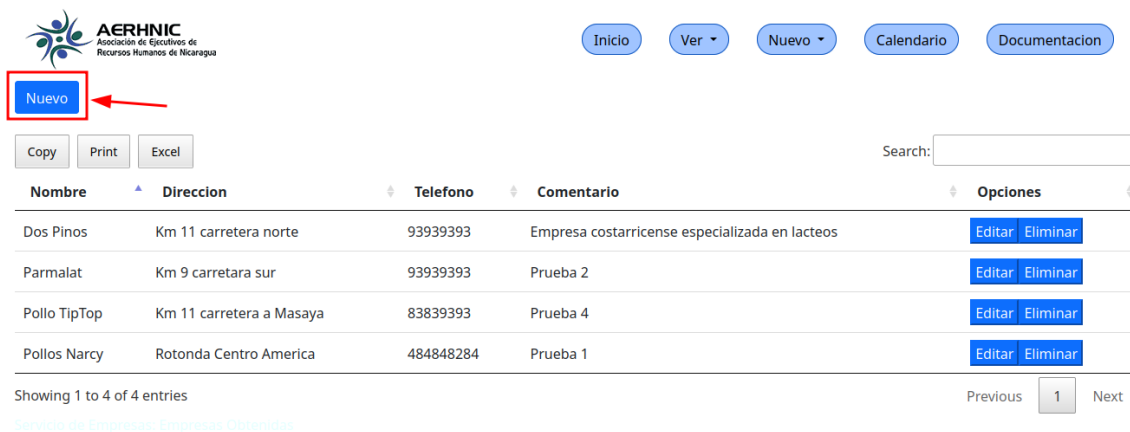 AERHNIC
Asociación de Ejecutivos de
Recursos Humanos de Nicaragua
Inicio Ver Nuevo Calendario Documentacion
Nuevo
Copy Print Excel Search:
Nombre Direccion Telefono Comentario Opciones
Dos Pinos Km 11 carretera norte 93939393 Empresa costarricense especializada en lacteos Editar Eliminar
Parmalat Km 9 carretara sur 93939393 Prueba 2 Editar Eliminar
Pollo TipTop Km 11 carretera a Masaya 83839393 Prueba 4 Editar Eliminar
Pollos Narcy Rotonda Centro America 484848284 Prueba 1 Editar Eliminar
Showing 1 to 4 of 4 entries Previous 1 Next
Servicio de Empresas: Empresas Obtenidas